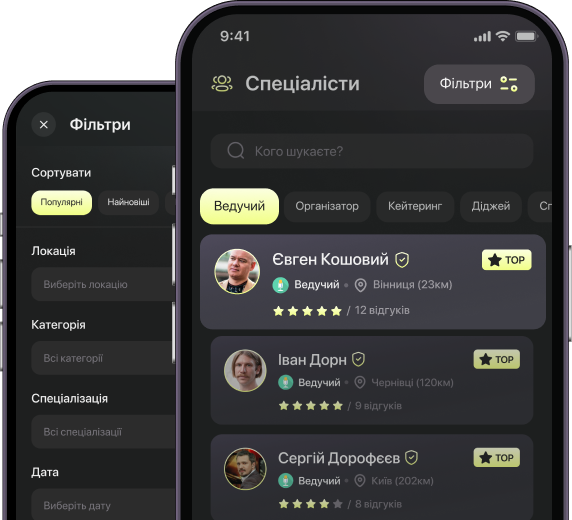 Фільтри
Сортувати
Популярні
Найновіші
Локація
Виберіть локацію
Категорія
Всі категорії
Спеціалізація
Всі спеціалізації
Дата
Виберіть дату
9:41
Спеціалісти
Фільтри
Кого шукаєте?
Ведучий
Організатор
Кейтеринг
Діджей
Сп
Євген Кошовий
TOP
Ведучий • Вінниця (23км)
/ 12 відгуків
Іван Дорн
TOP
Ведучий • Чернівці (120км)
/ 9 відгуків
Сергій Дорофєєв
TOP
Ведучий • Київ (202км)
/ 8 відгуків